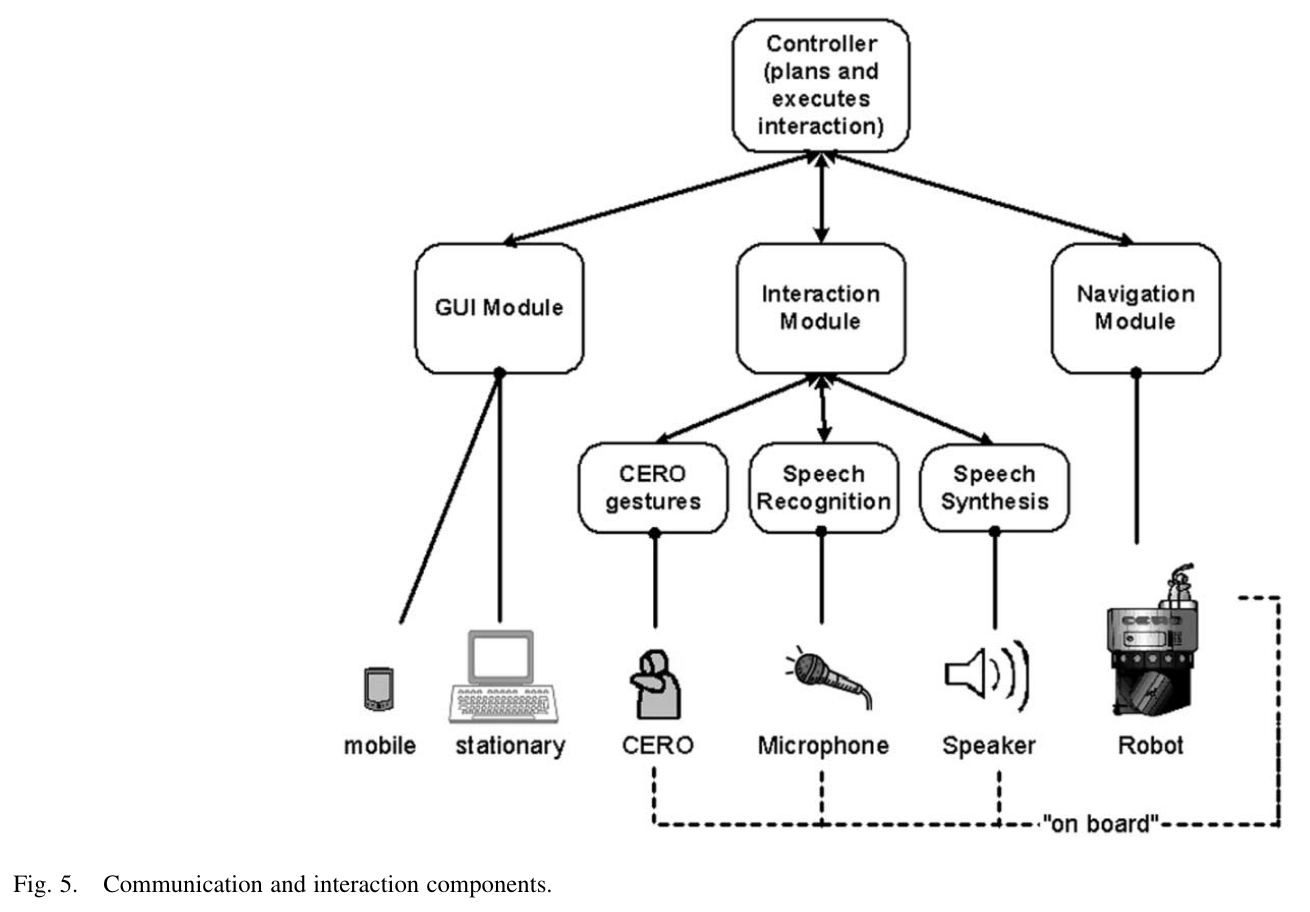 Controller
(plans and
executes
interaction)
GUI Module
Interaction
Module
Navigation
Module
CERO
gestures
Speech
Recognition
Speech
Synthesis
CERO
mobile
stationary
CERO
Microphone
Speaker
Robot
"on board"
Fig. 5. Communication and interaction components.